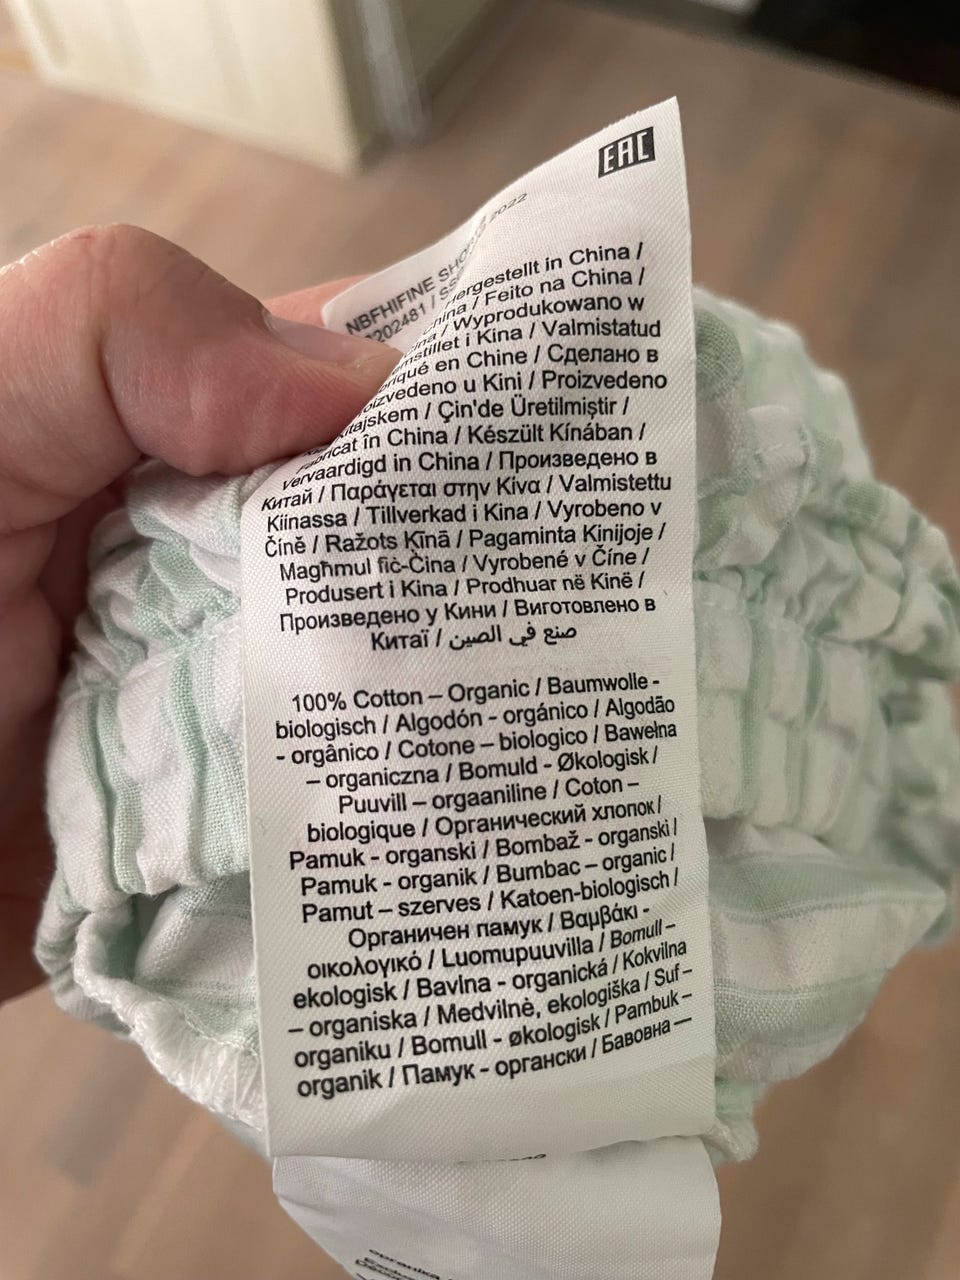 EAC
NBFHIFINE
2022
202481 /
in China /
/ Feito na China /
/ Wyprodukowano w
i Kina / Valmistatud
en Chine / Сделано в
u Kini / Proizvedeno
/ Çin'de Üretilmiştir /
în China / Készült Kínában /
Vervaardigd in China / Произведено в
Китай / Παράγεται στην Κίνα / Valmistettu
Kiinassa / Tillverkad i Kina / Vyrobeno v
Číně / Ražots Ķīnā / Pagaminta Kinijoje /
Magħmul fiċ-Ċina / Vyrobené v Číne /
Produsert i Kina / Prodhuar në Kinë /
Произведено у Кини / Виготовлено в
Китаї / صنع في الصين
100% Cotton – Organic / Baumwolle -
biologisch / Algodón - orgánico / Algodão
- orgânico / Cotone – biologico / Bawełna
– organiczna / Bomuld - Økologisk /
Puuvill – orgaaniline / Coton –
biologique / Органический хлопок /
Pamuk - organski / Bombaž - organski /
Pamuk - organik / Bumbac – organic /
Pamut – szerves / Katoen-biologisch /
Органичен памук / Βαμβάκι -
οικολογικό / Luomupuuvilla / Bomull –
ekologisk / Bavlna - organická / Kokvilna
– organiska / Medvilnė, ekologiška / Suf –
organiku / Bomull - økologisk / Pambuk –
organik / Памук - органски / Бавовна —